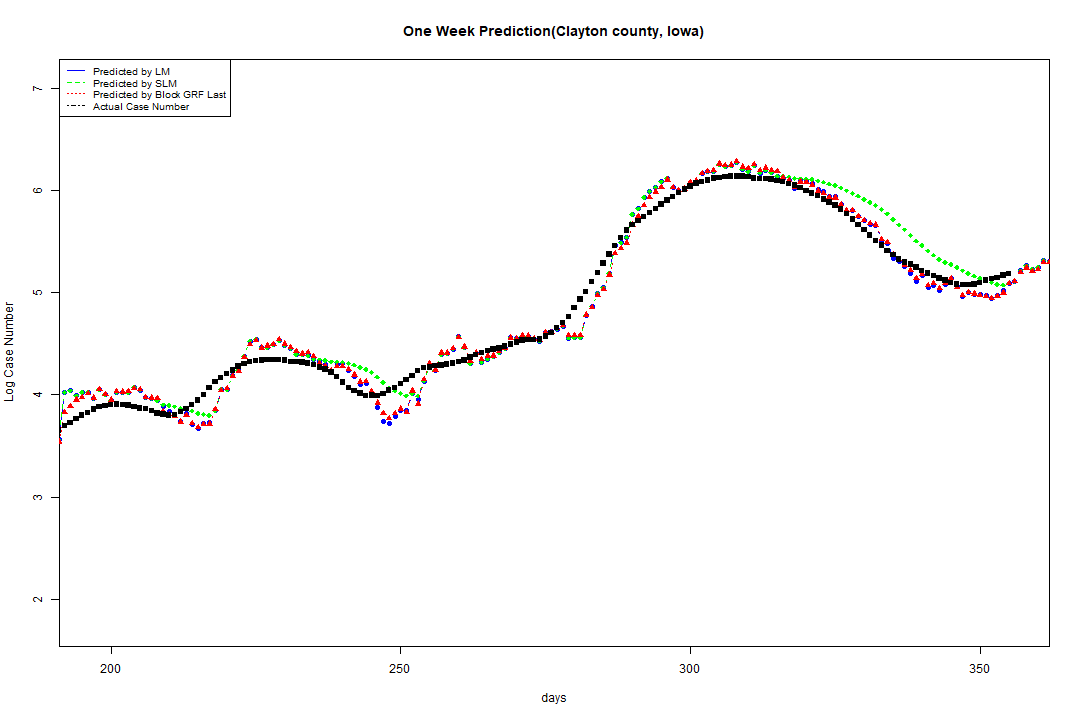 One Week Prediction(Clayton county, Iowa)
Predicted by LM
Predicted by SLM
Predicted by Block GRF Last
Actual Case Number
7
6
5
4
3
2
Log Case Number
200 250 300 350
days